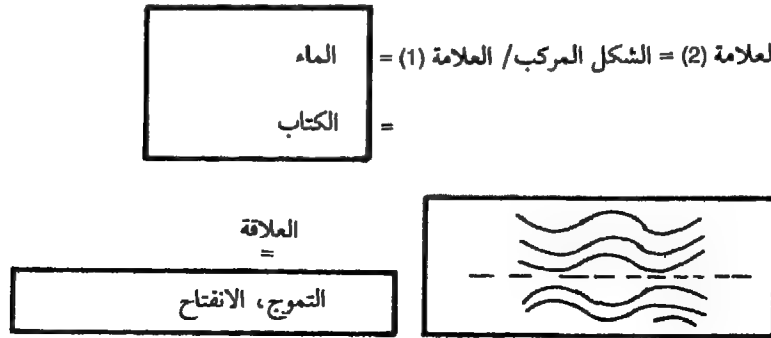 لعلامة (2) = الشكل المركب/ العلامة (1) = الماء
= الكتاب
العلاقة
=
التموج، الانفتاح